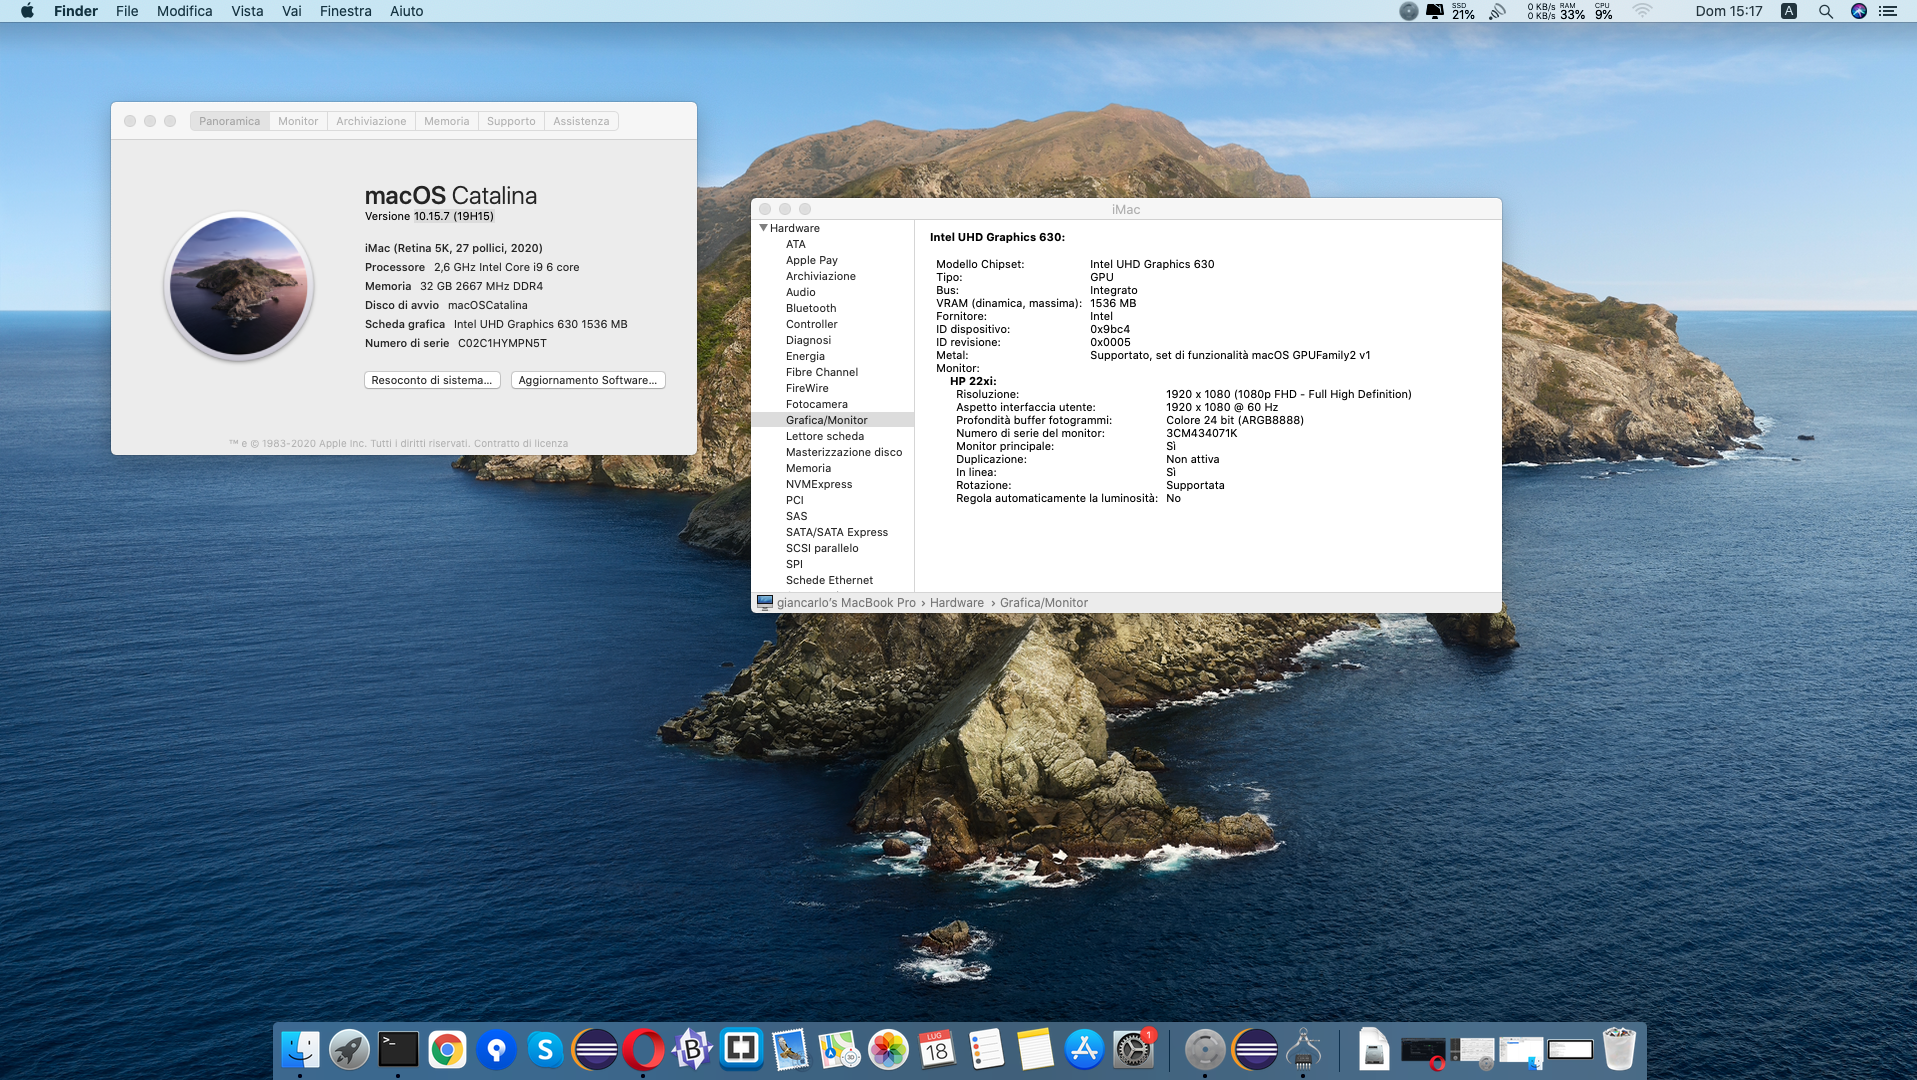 Finder File Modifica Vista Vai Finestra Aiuto
SSD 21% 0 KB/s 0 KB/s RAM 33% CPU 9% Dom 15:17 A
Panoramica Monitor Archiviazione Memoria Supporto Assistenza
macOS Catalina
Versione 10.15.7 (19H15)
iMac (Retina 5K, 27 pollici, 2020)
Processore 2,6 GHz Intel Core i9 6 core
Memoria 32 GB 2667 MHz DDR4
Disco di avvio macOSCatalina
Scheda grafica Intel UHD Graphics 630 1536 MB
Numero di serie C02C1HYMPN5T
Resoconto di sistema... Aggiornamento Software...
™ e © 1983-2020 Apple Inc. Tutti i diritti riservati. Contratto di licenza
iMac
Hardware
ATA
Apple Pay
Archiviazione
Audio
Bluetooth
Controller
Diagnosi
Energia
Fibre Channel
FireWire
Fotocamera
Grafica/Monitor
Lettore scheda
Masterizzazione disco
Memoria
NVMExpress
PCI
SAS
SATA/SATA Express
SCSI parallelo
SPI
Schede Ethernet
Intel UHD Graphics 630:
Modello Chipset: Intel UHD Graphics 630
Tipo: GPU
Bus: Integrato
VRAM (dinamica, massima): 1536 MB
Fornitore: Intel
ID dispositivo: 0x9bc4
ID revisione: 0x0005
Metal: Supportato, set di funzionalità macOS GPUFamily2 v1
Monitor:
HP 22xi:
Risoluzione: 1920 x 1080 (1080p FHD - Full High Definition)
Aspetto interfaccia utente: 1920 x 1080 @ 60 Hz
Profondità buffer fotogrammi: Colore 24 bit (ARGB8888)
Numero di serie del monitor: 3CM434071K
Monitor principale: Sì
Duplicazione: Non attiva
In linea: Sì
Rotazione: Supportata
Regola automaticamente la luminosità: No
giancarlo's MacBook Pro › Hardware › Grafica/Monitor
LUG
18
3D
1